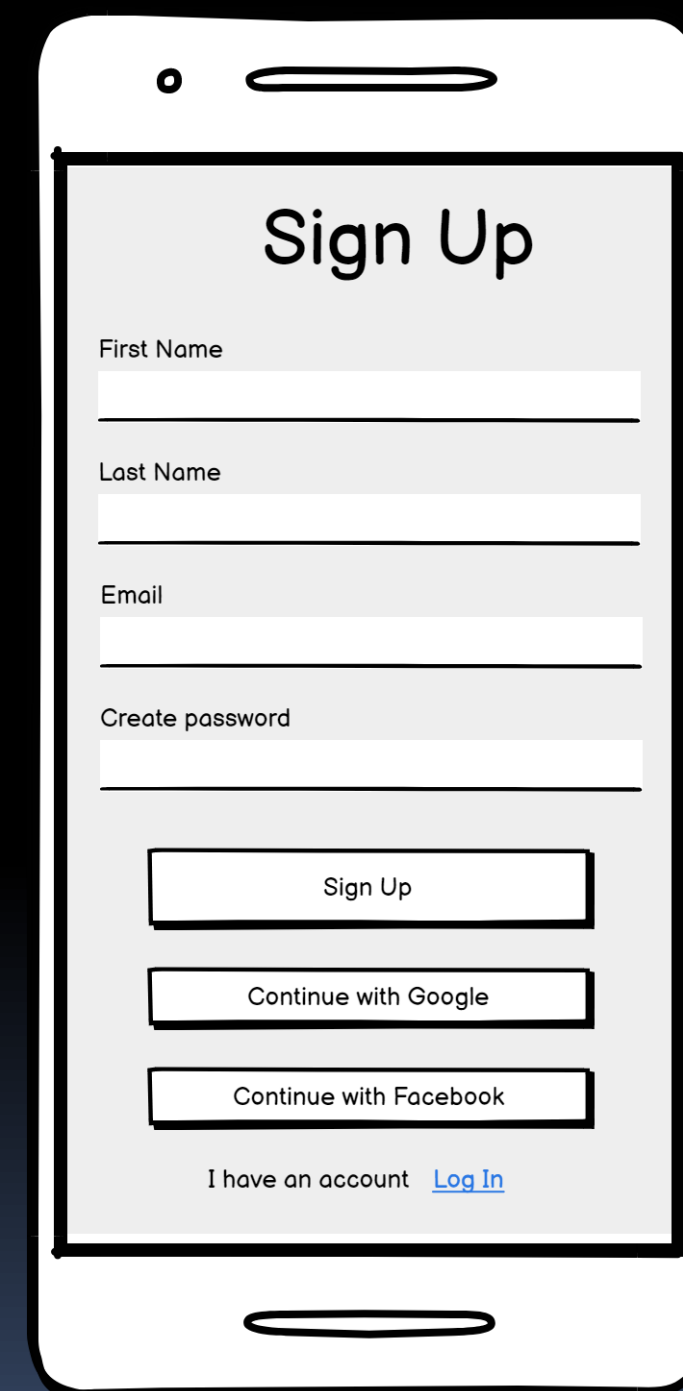 Sign Up
First Name
Last Name
Email
Create password
Sign Up
Continue with Google
Continue with Facebook
I have an account Log In